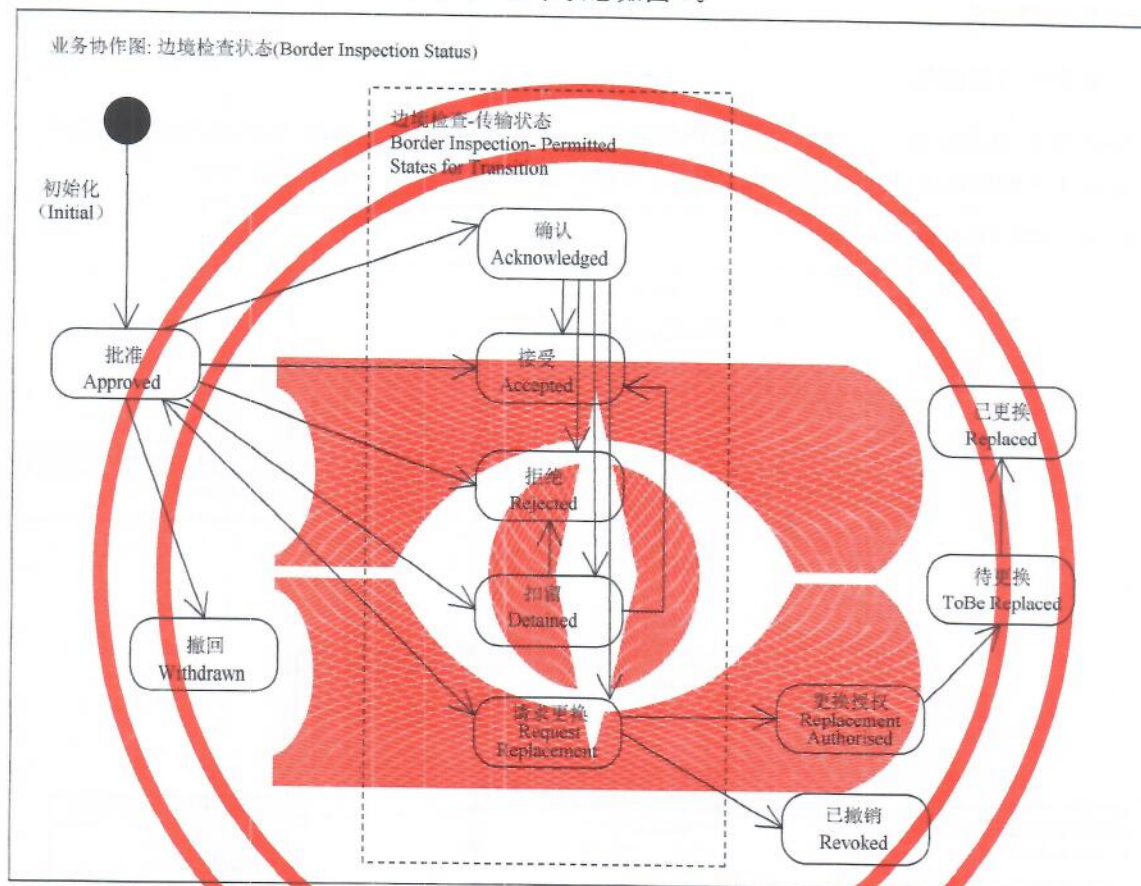 业务协作图: 边境检查状态(Border Inspection Status)
边境检查-传输状态
Border Inspection- Permitted
States for Transition
初始化
（Initial）
确认
Acknowledged
批准
Approved
接受
Accepted
已更换
Replaced
拒绝
Rejected
待更换
ToBe Replaced
扣留
Detained
撤回
Withdrawn
请求更换
Request
Replacement
更换授权
Replacement
Authorised
已撤销
Revoked